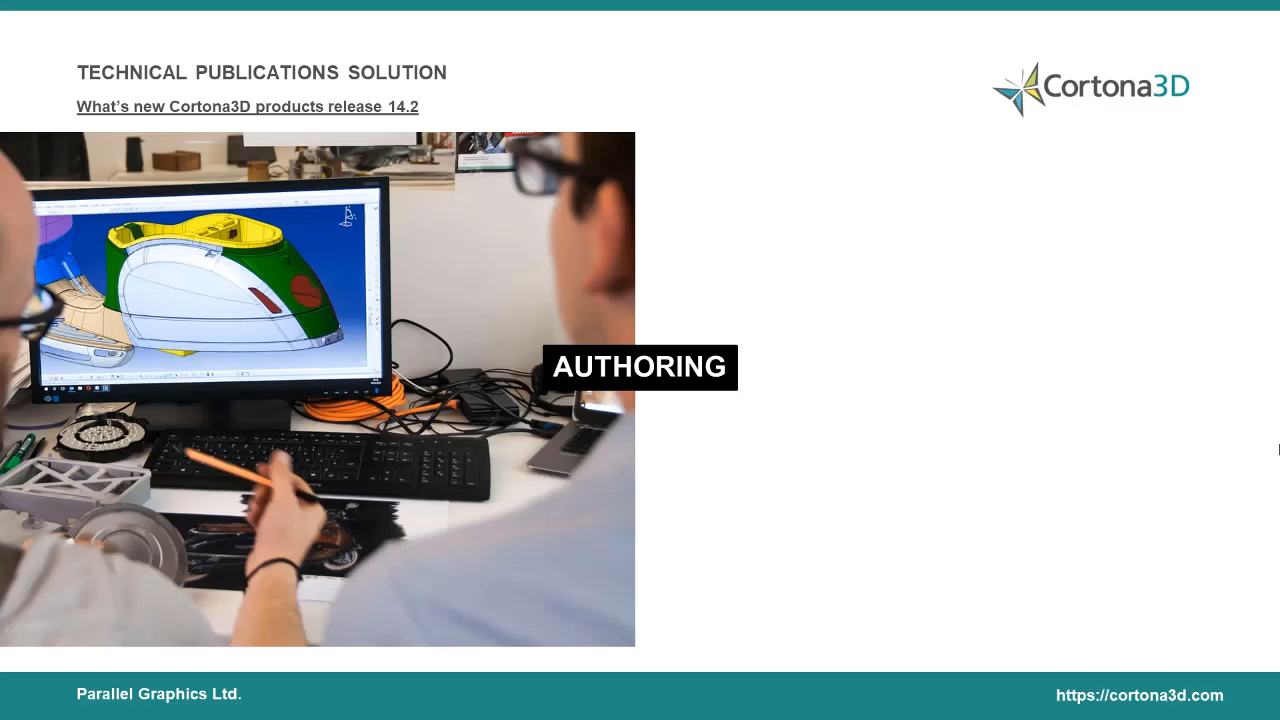 TECHNICAL PUBLICATIONS SOLUTION
What's new Cortona3D products release 14.2
Cortona3D
AUTHORING
Parallel Graphics Ltd.
https://cortona3d.com